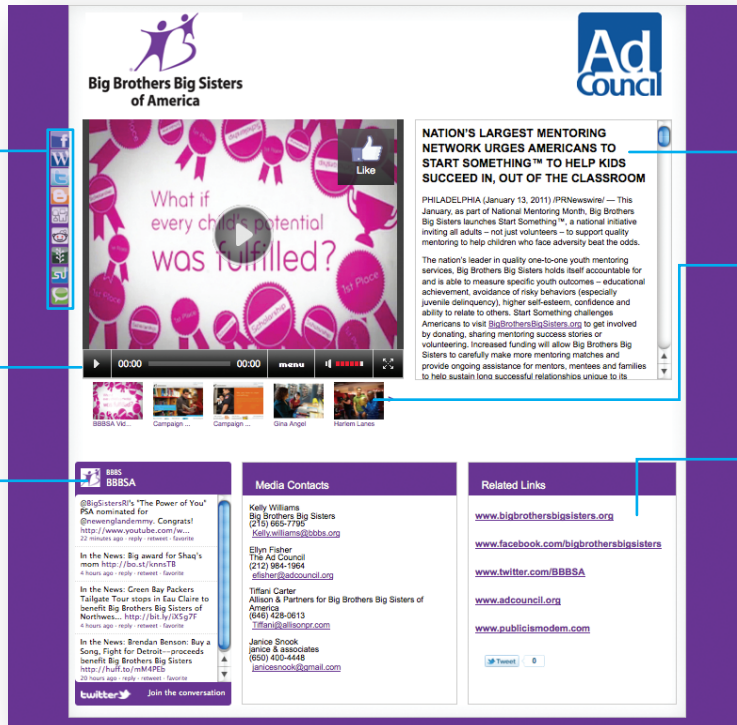 Big Brothers Big Sisters
of America
Ad
Council
f
W
What if
every child's potential
was fulfilled?
1st Place
Scholarship
1st Place
Scholarship
Like
00:00
00:00
menu
BBBSA Vid...
Campaign ...
Campaign ...
Gina Angel
Harlem Lanes
NATION'S LARGEST MENTORING
NETWORK URGES AMERICANS TO
START SOMETHING™ TO HELP KIDS
SUCCEED IN, OUT OF THE CLASSROOM
PHILADELPHIA (January 13, 2011) /PRNewswire/ — This
January, as part of National Mentoring Month, Big Brothers
Big Sisters launches Start Something™, a national initiative
inviting all adults – not just volunteers – to support quality
mentoring to help children who face adversity beat the odds.
The nation's leader in quality one-to-one youth mentoring
services, Big Brothers Big Sisters holds itself accountable for
and is able to measure specific youth outcomes – educational
achievement, avoidance of risky behaviors (especially
juvenile delinquency), higher self-esteem, confidence and
ability to relate to others. Start Something challenges
Americans to visit BigBrothersBigSisters.org to get involved
by donating, sharing mentoring success stories or
volunteering. Increased funding will allow Big Brothers Big
Sisters to carefully make more mentoring matches and
provide ongoing assistance for mentors, mentees and families
to help sustain long successful relationships unique to its
BBBS
BBBSA
@BigSistersRI's "The Power of You"
PSA nominated for
@newenglandemmy. Congrats!
http://www.youtube.com/w...
22 minutes ago · reply · retweet · favorite
In the News: Big award for Shaq's
mom http://bo.st/knnsTB
4 hours ago · reply · retweet · favorite
In the News: Green Bay Packers
Tailgate Tour stops in Eau Claire to
benefit Big Brothers Big Sisters of
Northwes... http://bit.ly/iX5g7F
4 hours ago · reply · retweet · favorite
In the News: Brendan Benson: Buy a
Song, Fight for Detroit--proceeds
benefit Big Brothers Big Sisters
http://huff.to/mM4PEb
20 hours ago · reply · retweet · favorite
twitter
Join the conversation
Media Contacts
Kelly Williams
Big Brothers Big Sisters
(215) 665-7795
Kelly.williams@bbbs.org
Ellyn Fisher
The Ad Council
(212) 984-1964
efisher@adcouncil.org
Tiffani Carter
Allison & Partners for Big Brothers Big Sisters of
America
(646) 428-0613
Tiffani@allisonpr.com
Janice Snook
janice & associates
(650) 400-4448
janicesnook@gmail.com
Related Links
www.bigbrothersbigsisters.org
www.facebook.com/bigbrothersbigsisters
www.twitter.com/BBBSA
www.adcouncil.org
www.publicismodem.com
Tweet
0